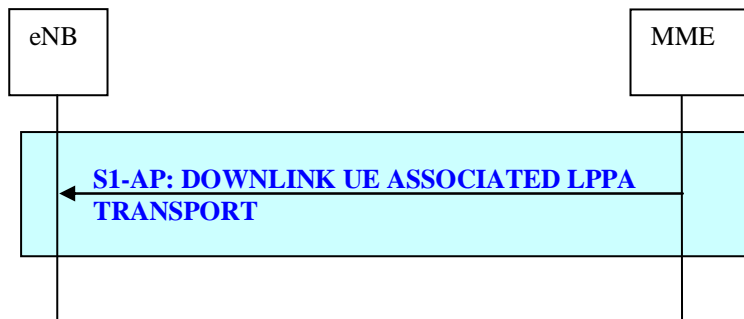 eNB
MME
S1-AP: DOWNLINK UE ASSOCIATED LPPA
TRANSPORT